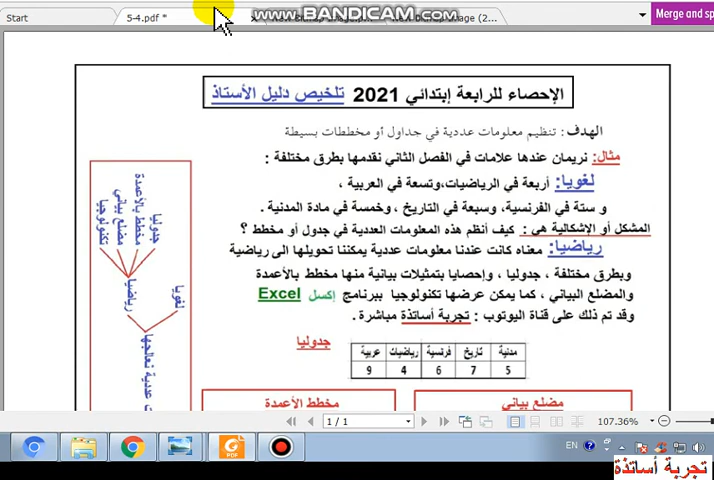 Start
5-4.pdf *
WWW.BANDICAM.COM
Merge and sp
الإحصاء للرابعة إبتدائي 2021 تلخيص دليل الأستاذ
الهدف : تنظيم معلومات عددية في جداول أو مخططات بسيطة
مثال: نريمان عندها علامات في الفصل الثاني نقدمها بطرق مختلفة :
لغويا: أربعة في الرياضيات،وتسعة في العربية ،
و ستة في الفرنسية، وسبعة في التاريخ ، وخمسة في مادة المدنية .
المشكل أو الإشكالية هي : كيف أنظم هذه المعلومات العددية في جدول أو مخطط ؟
رياضيا: معناه كانت عندنا معلومات عددية يمكننا تحويلها الى رياضية
وبطرق مختلفة ، جدوليا ، وإحصايا بتمثيلات بيانية منها مخطط بالأعمدة
والمضلع البياني ، كما يمكن عرضها تكنولوجيا ببرنامج إكسل Excel
وقد تم ذلك على قناة اليوتوب : تجربة أساتذة مباشرة .
جدوليا
مدنية تاريخ فرنسية رياضيات عربية
5 7 6 4 9
مضلع بياني
مخطط الأعمدة
جدوليا
مخطط بالأعمدة
مضلع بياني
تكنولوجيا
لغويا
رياضيا
عددية نعالجها
1 / 1
107.36%
EN
PDF
تجربة أساتذة